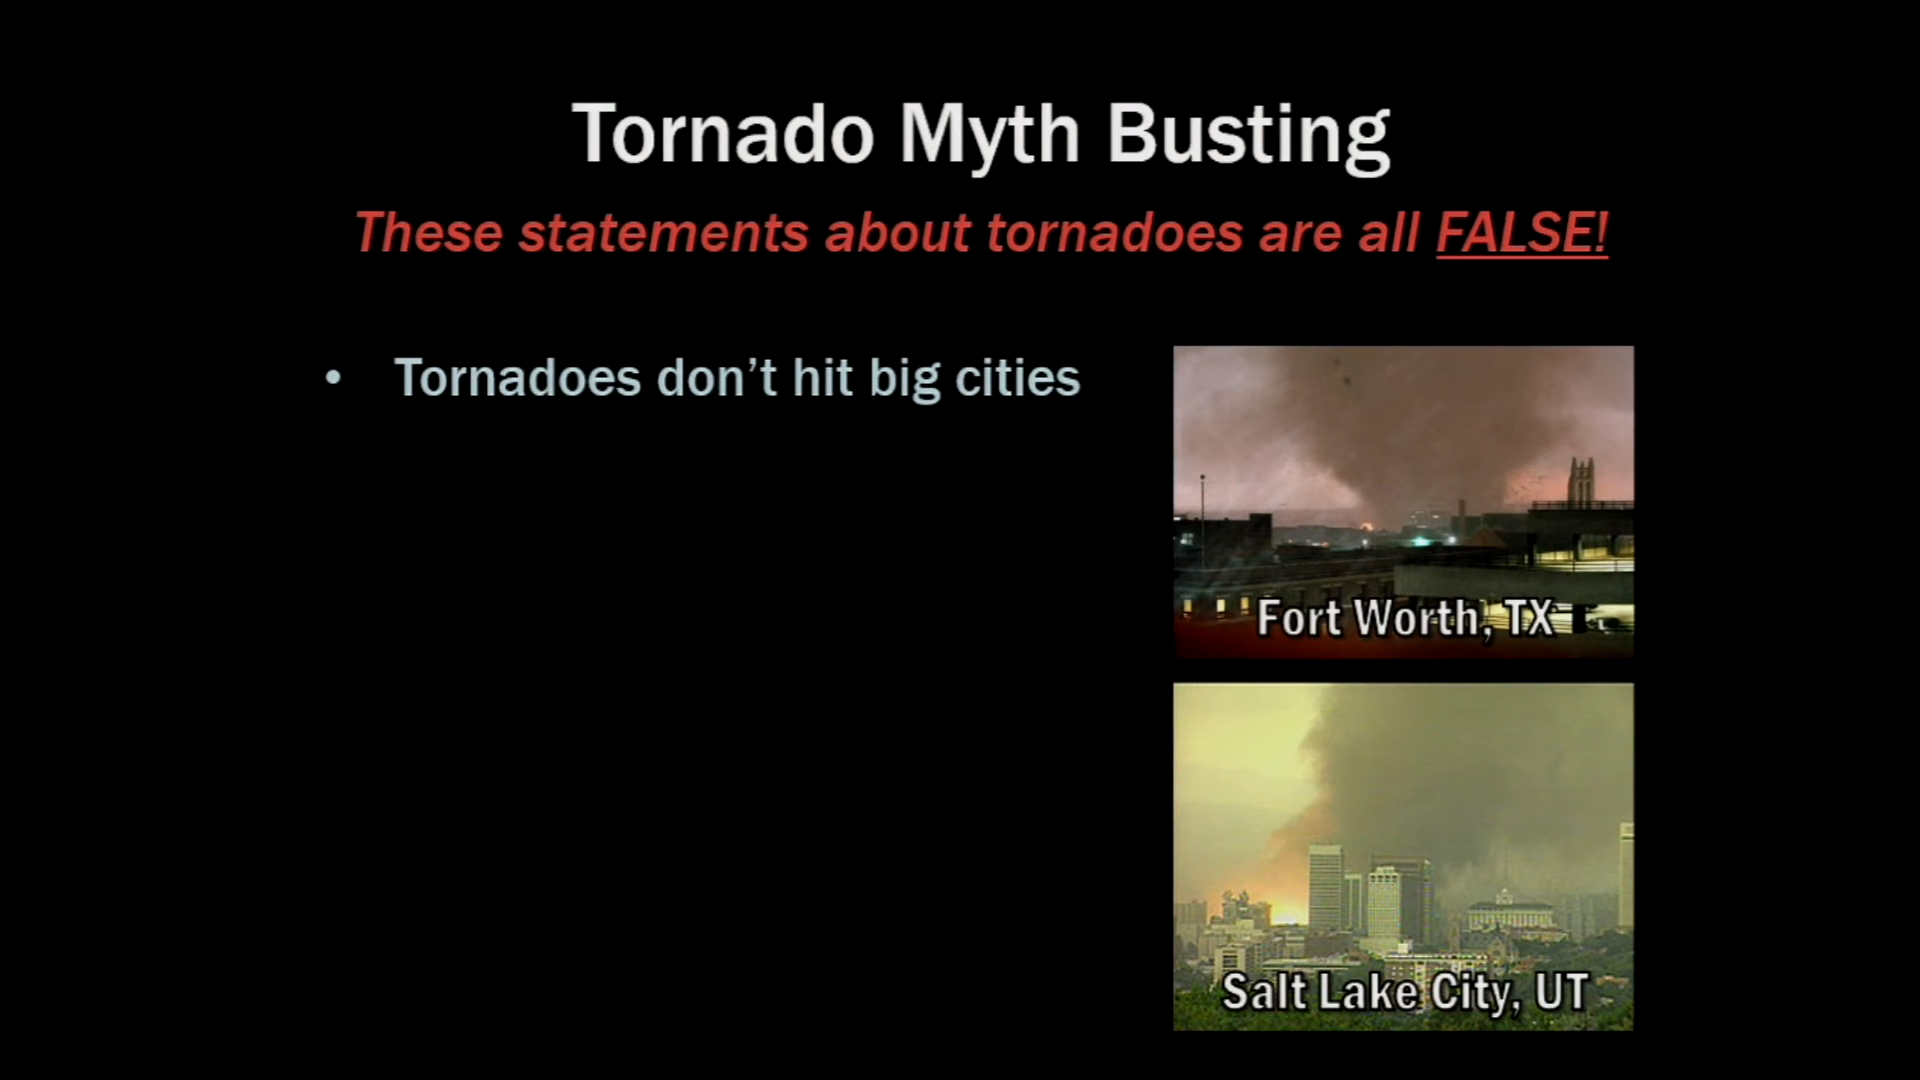 Tornado Myth Busting
These statements about tornadoes are all FALSE!
• Tornadoes don’t hit big cities
Fort Worth, TX
Salt Lake City, UT